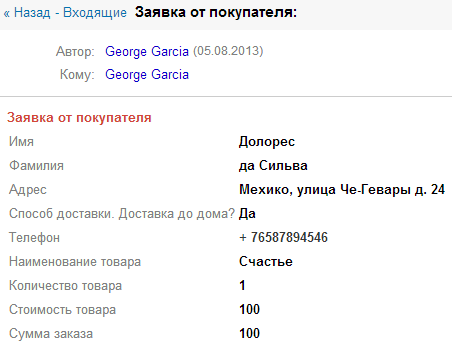 « Назад - Входящие Заявка от покупателя:
Автор: George Garcia (05.08.2013)
Кому: George Garcia
Заявка от покупателя
Имя Долорес
Фамилия да Сильва
Адрес Мехико, улица Че-Гевары д. 24
Способ доставки. Доставка до дома? Да
Телефон + 76587894546
Наименование товара Счастье
Количество товара 1
Стоимость товара 100
Сумма заказа 100